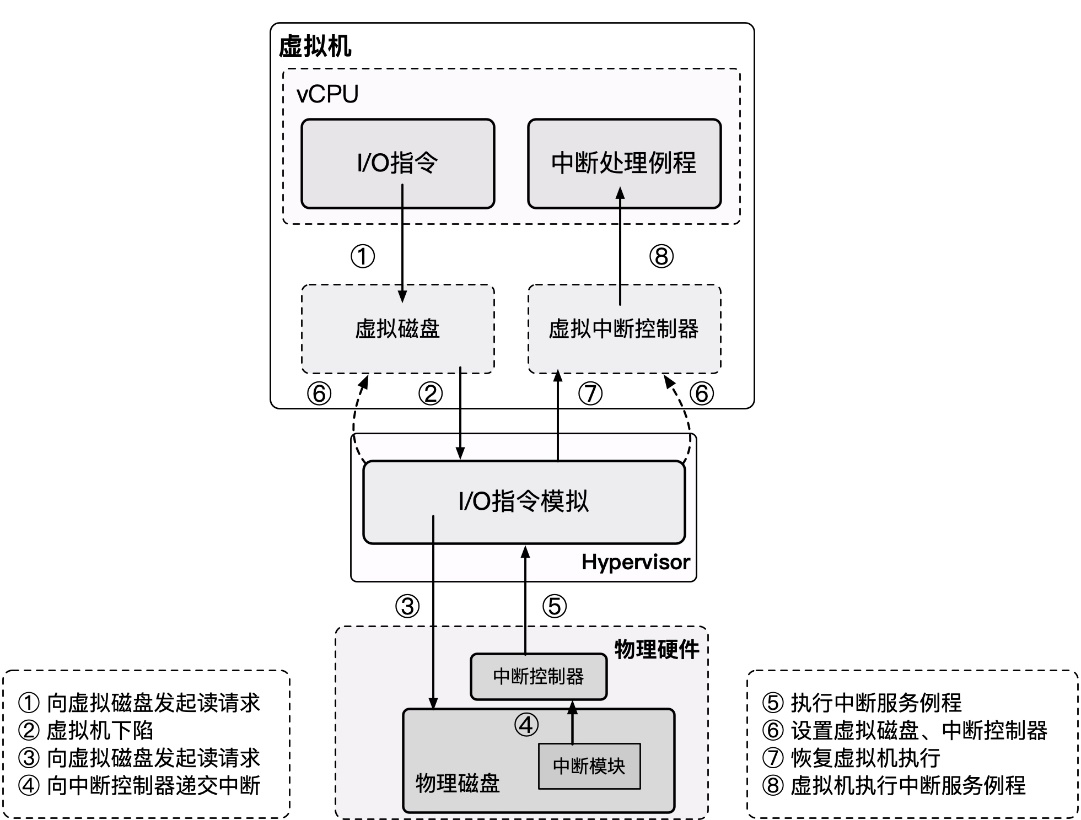 虚拟机
vCPU
I/O指令
中断处理例程
①
⑧
虚拟磁盘
虚拟中断控制器
⑥
②
⑦
⑥
I/O指令模拟
Hypervisor
③
⑤
物理硬件
中断控制器
④
中断模块
物理磁盘
① 向虚拟磁盘发起读请求
② 虚拟机下陷
③ 向虚拟磁盘发起读请求
④ 向中断控制器递交中断
⑤ 执行中断服务例程
⑥ 设置虚拟磁盘、中断控制器
⑦ 恢复虚拟机执行
⑧ 虚拟机执行中断服务例程